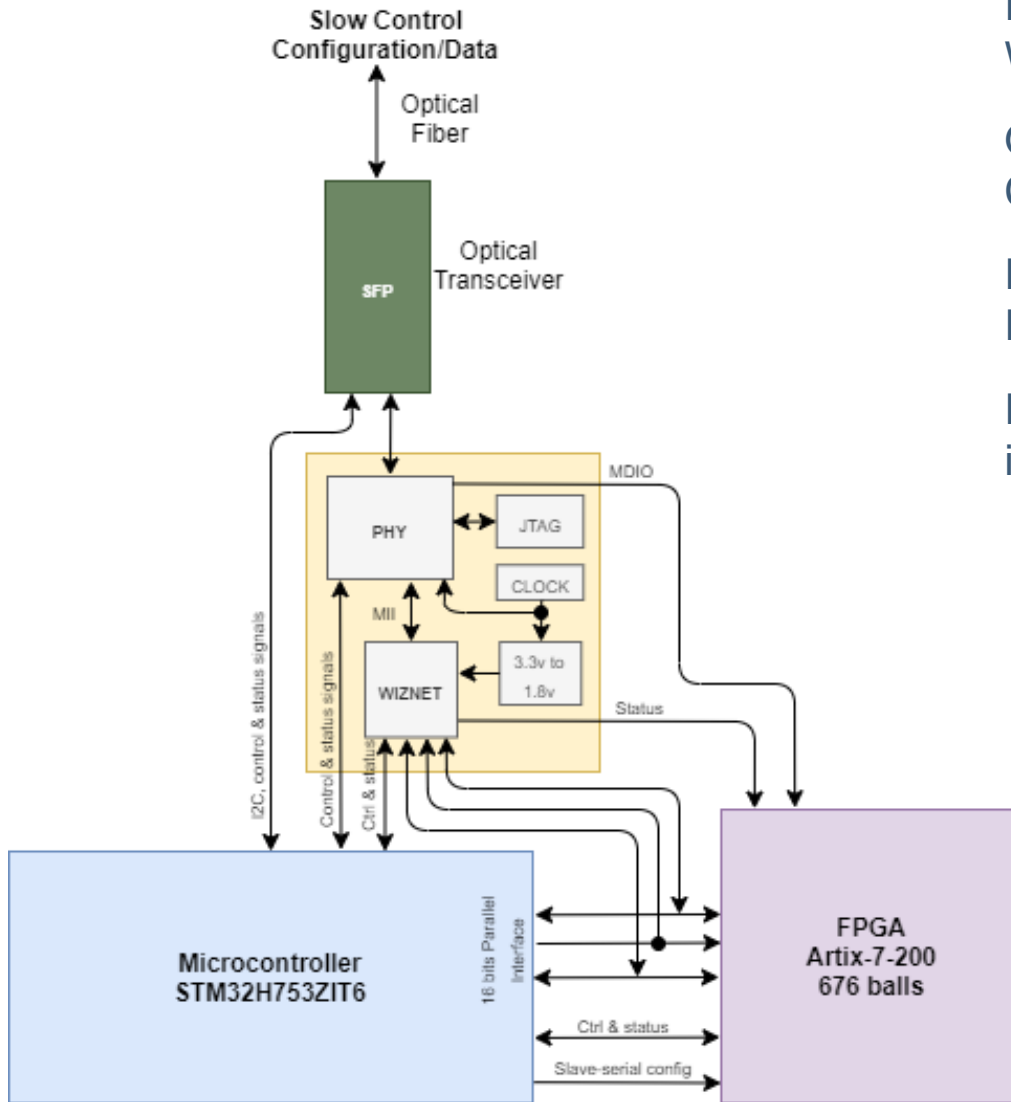 Slow Control
Configuration/Data
Optical
Fiber
Optical
Transceiver
SFP
MDIO
PHY
JTAG
CLOCK
MII
3.3v to
1.8v
WIZNET
Status
I2C, control & status signals
Control & status signals
Ctrl & status
16 bits Parallel
Interface
Microcontroller
STM32H753ZIT6
FPGA
Artix-7-200
676 balls
Ctrl & status
Slave-serial config